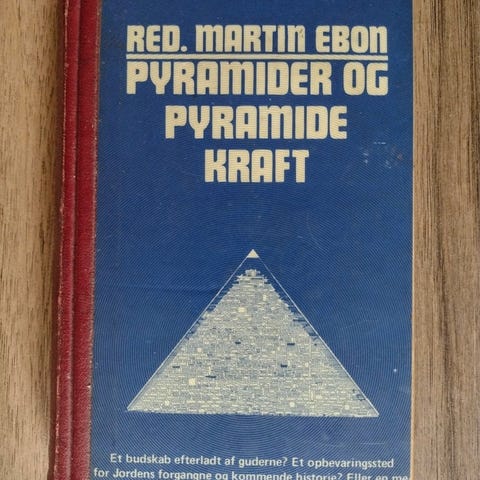 RED. MARTIN EBON
PYRAMIDER OG
PYRAMIDE
KRAFT
Et budskab efterladt af guderne? Et opbevaringssted
for Jordens forgangne og kommende historie? Eller en me